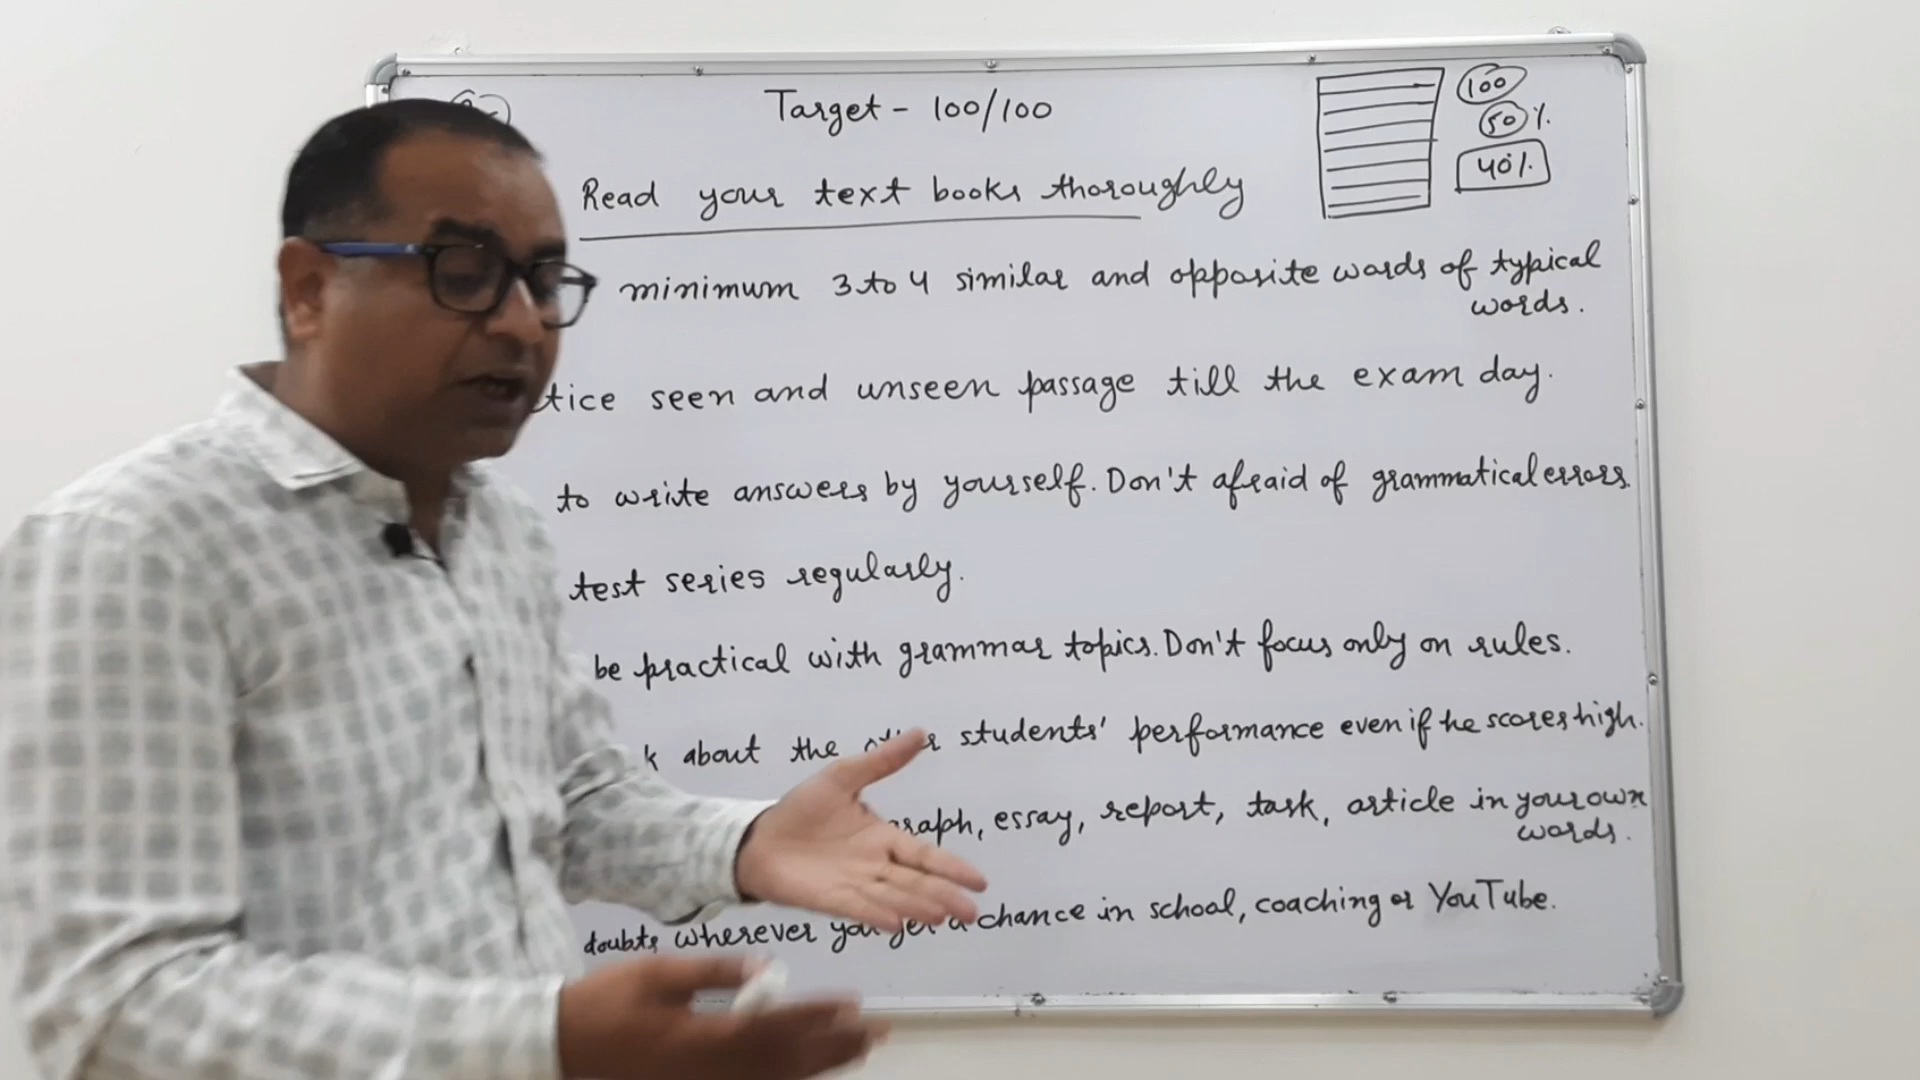 Target - 100/100
100
50%.
40%.
Read your text books thoroughly
minimum 3 to 4 similar and opposite words of typical
words.
tice seen and unseen passage till the exam day.
to write answers by yourself. Don't afraid of grammatical errors.
test series regularly.
be practical with grammar topics. Don't focus only on rules.
k about the other students' performance even if he scores high.
graph, essay, report, task, article in your own
words.
doubts wherever you get a chance in school, coaching or YouTube.